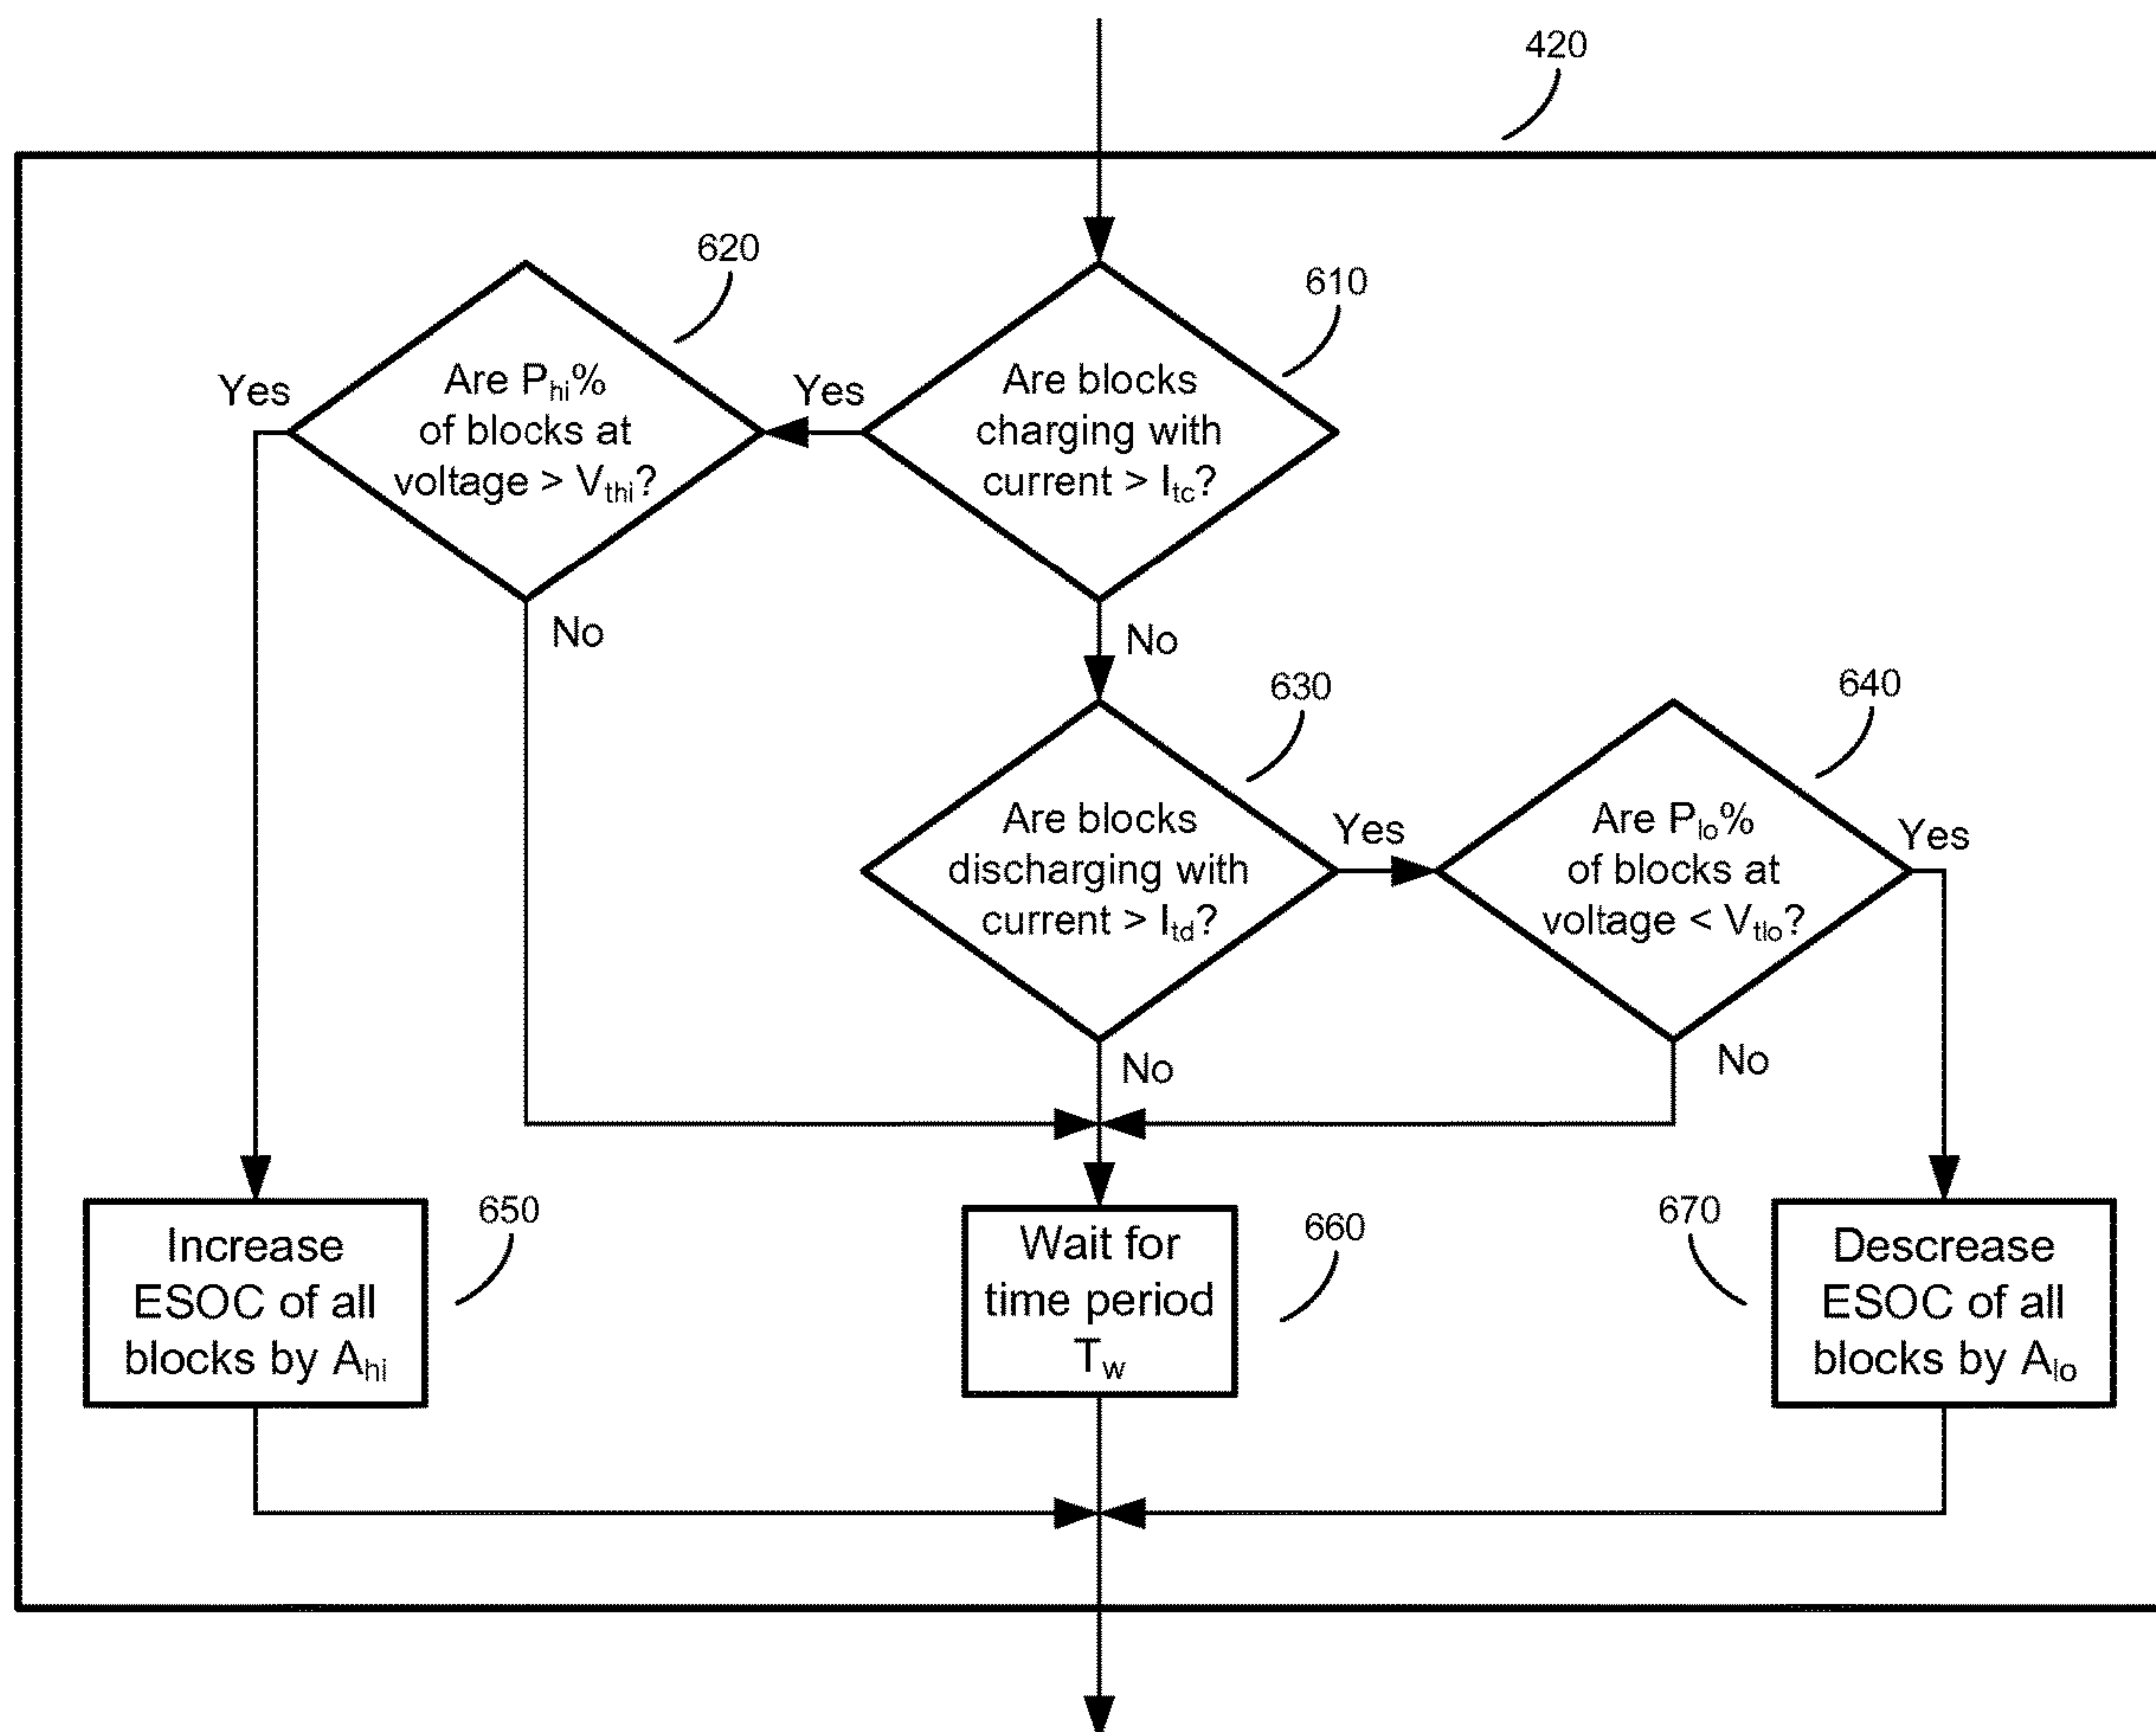 420
620
610
Are Phi%
of blocks at
voltage > Vthi?
Yes
Yes
Are blocks
charging with
current > Itc?
No
No
630
640
Are blocks
discharging with
current > Itd?
Yes
Are Plo%
of blocks at
voltage < Vtlo?
Yes
No
No
650
Increase
ESOC of all
blocks by Ahi
660
Wait for
time period
Tw
670
Descrease
ESOC of all
blocks by Alo